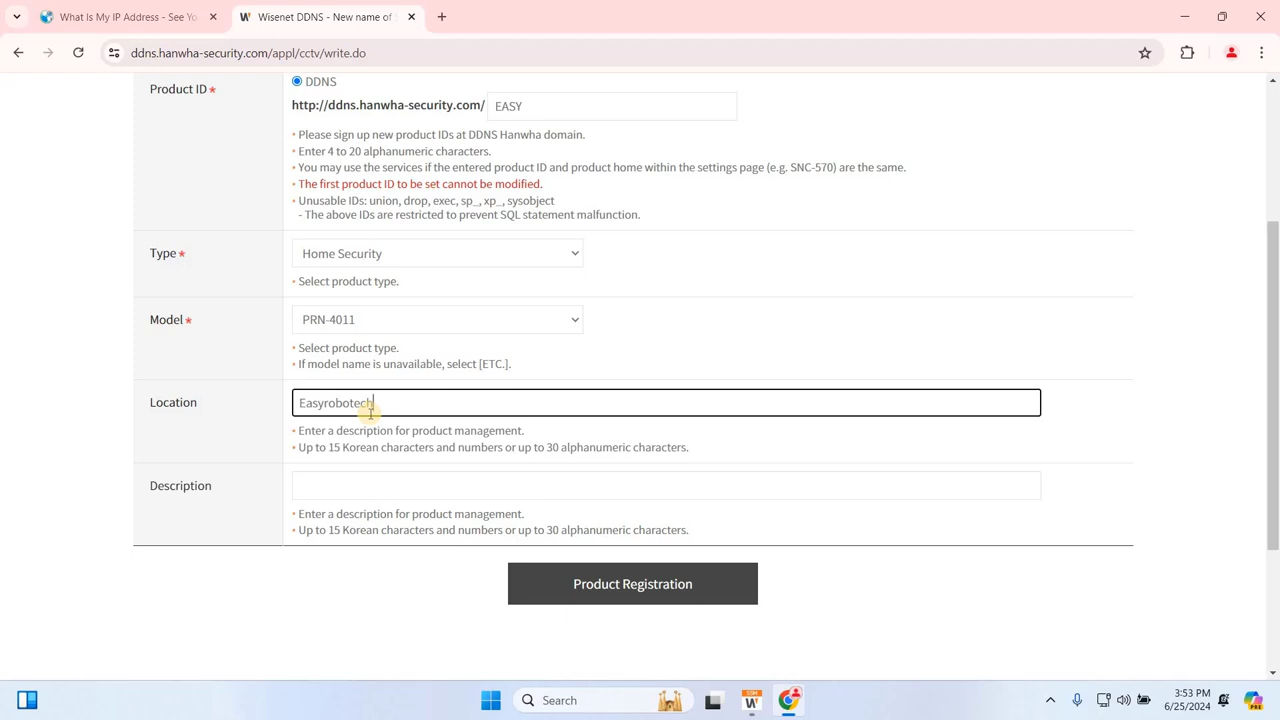 What Is My IP Address - See Yo
Wisenet DDNS - New name of S
ddns.hanwha-security.com/appl/cctv/write.do
Product ID*
DDNS
http://ddns.hanwha-security.com/ EASY
• Please sign up new product IDs at DDNS Hanwha domain.
• Enter 4 to 20 alphanumeric characters.
• You may use the services if the entered product ID and product home within the settings page (e.g. SNC-570) are the same.
• The first product ID to be set cannot be modified.
• Unusable IDs: union, drop, exec, sp_, xp_, sysobject
- The above IDs are restricted to prevent SQL statement malfunction.
Type*
Home Security
• Select product type.
Model*
PRN-4011
• Select product type.
• If model name is unavailable, select [ETC.].
Location
Easyrobotech
• Enter a description for product management.
• Up to 15 Korean characters and numbers or up to 30 alphanumeric characters.
Description
• Enter a description for product management.
• Up to 15 Korean characters and numbers or up to 30 alphanumeric characters.
Product Registration
Search
3:53 PM
6/25/2024